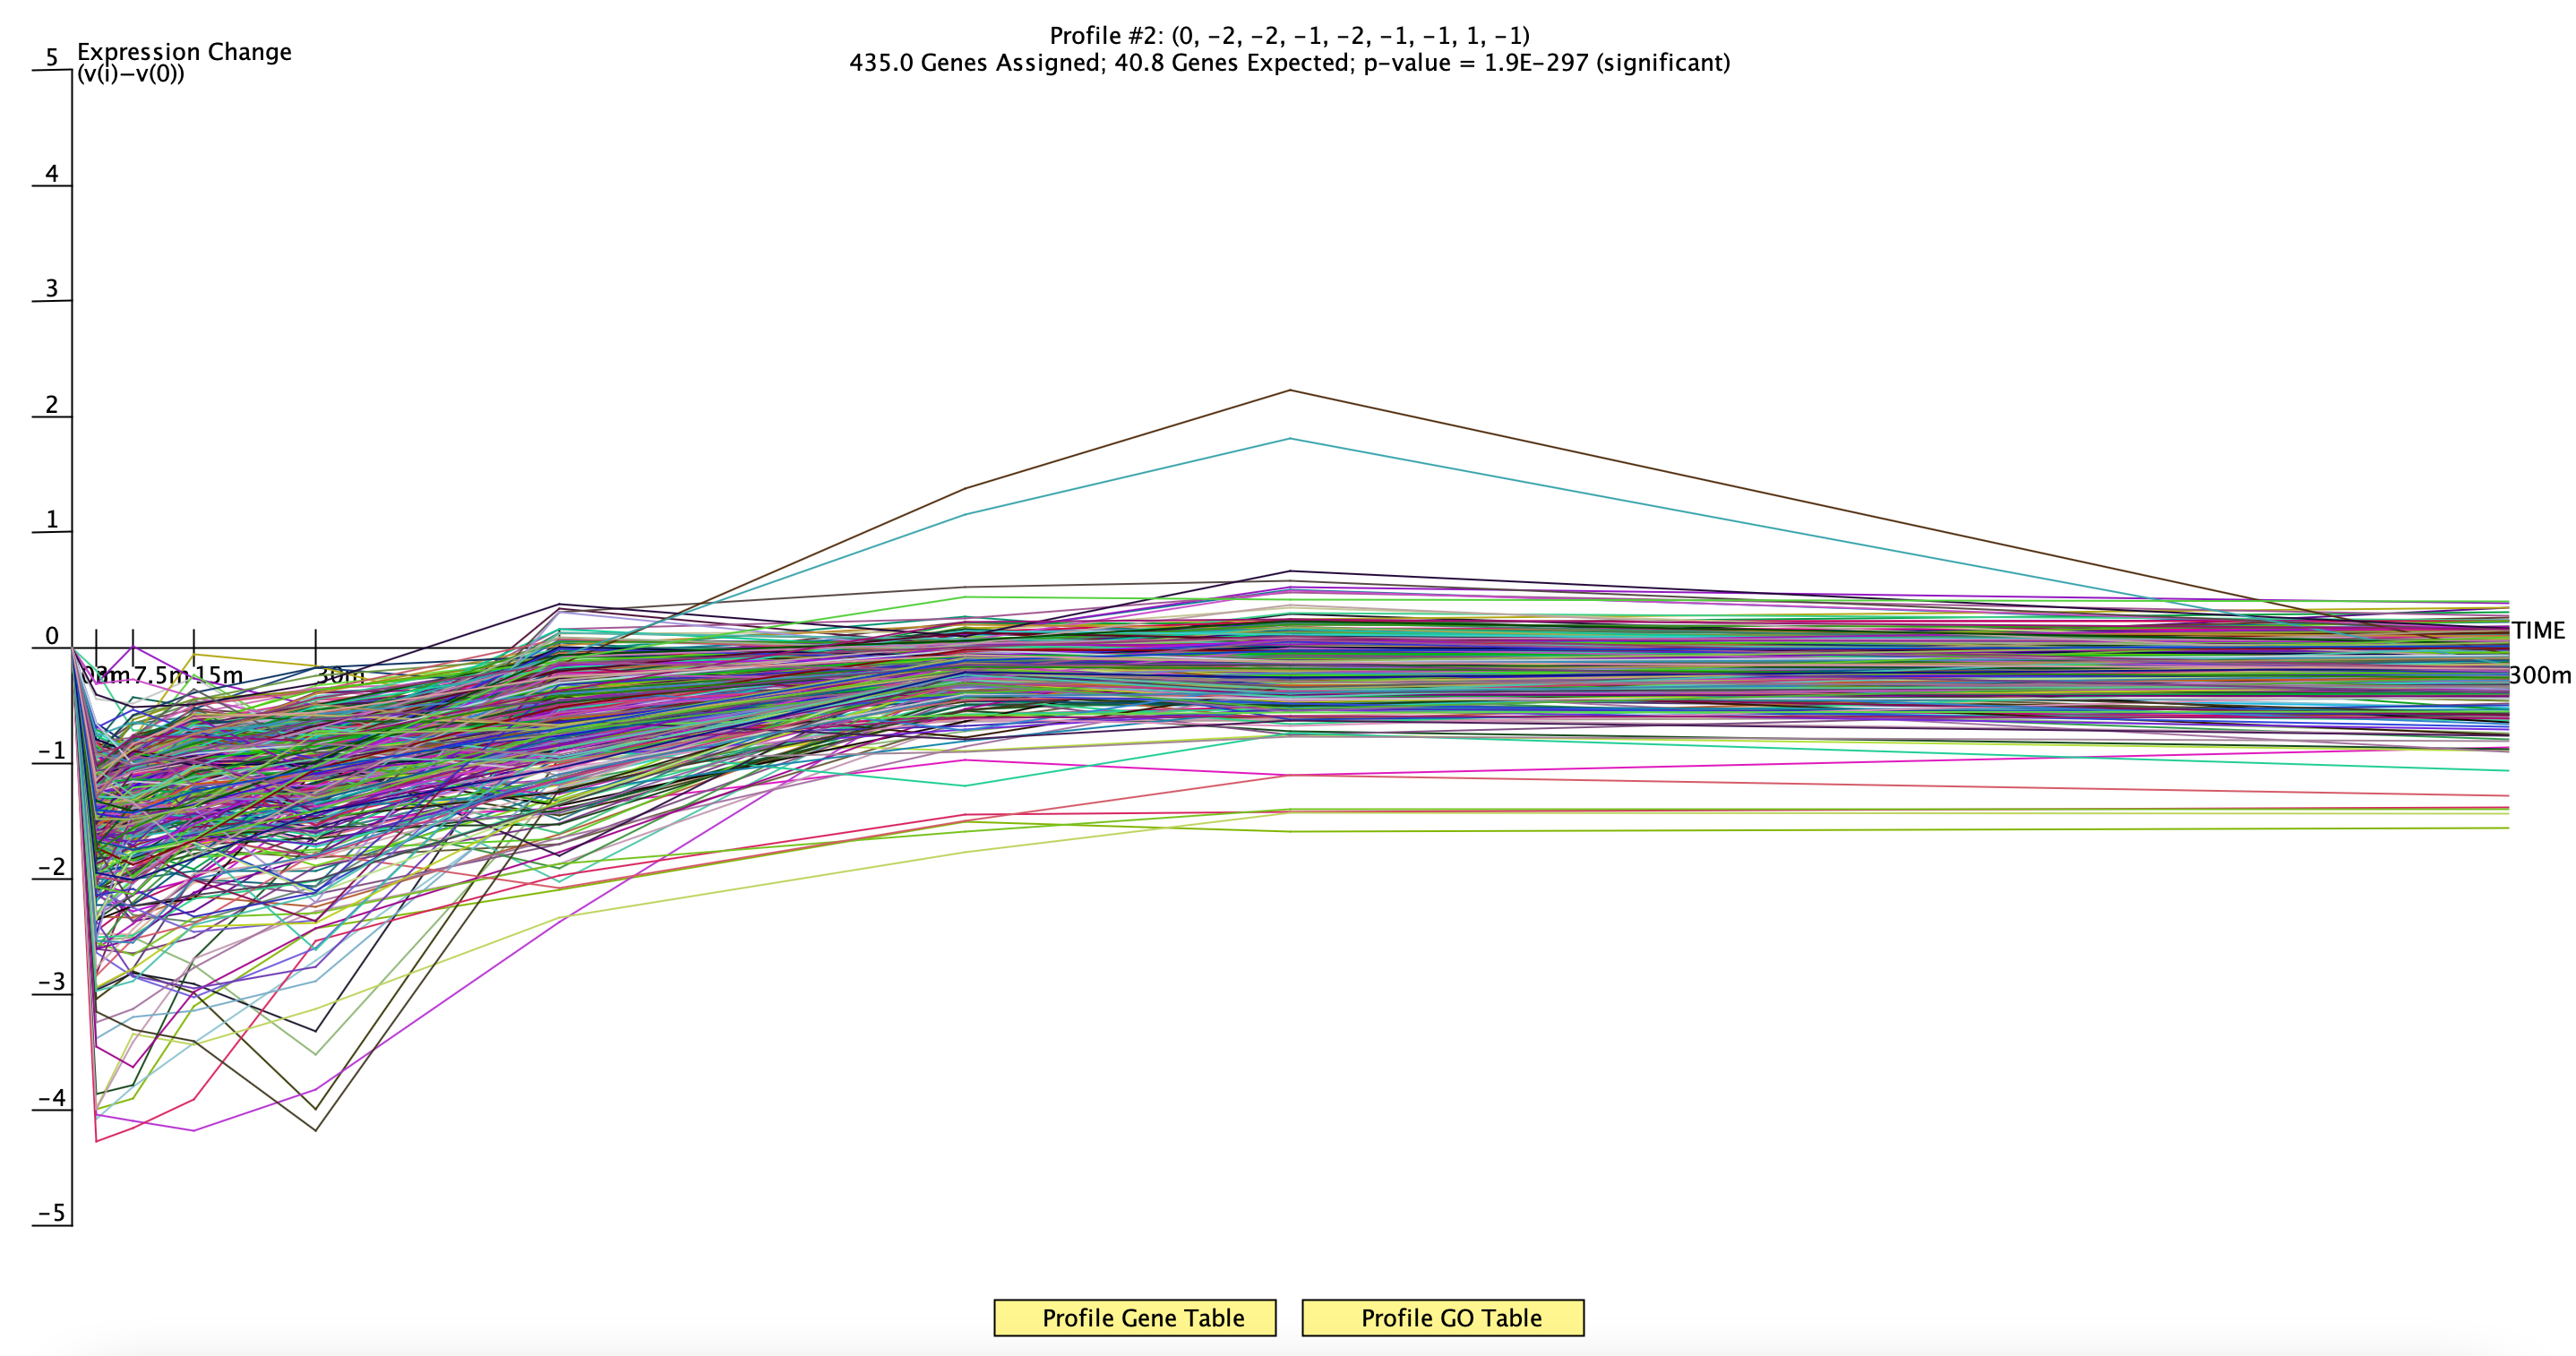 Profile #2: (0, -2, -2, -1, -2, -1, -1, 1, -1)
435.0 Genes Assigned; 40.8 Genes Expected; p-value = 1.9E-297 (significant)
Expression Change
(v(i)-v(0))
5
4
3
2
1
0
-1
-2
-3
-4
-5
7.5m 15m 30m
TIME
300m
Profile Gene Table Profile GO Table